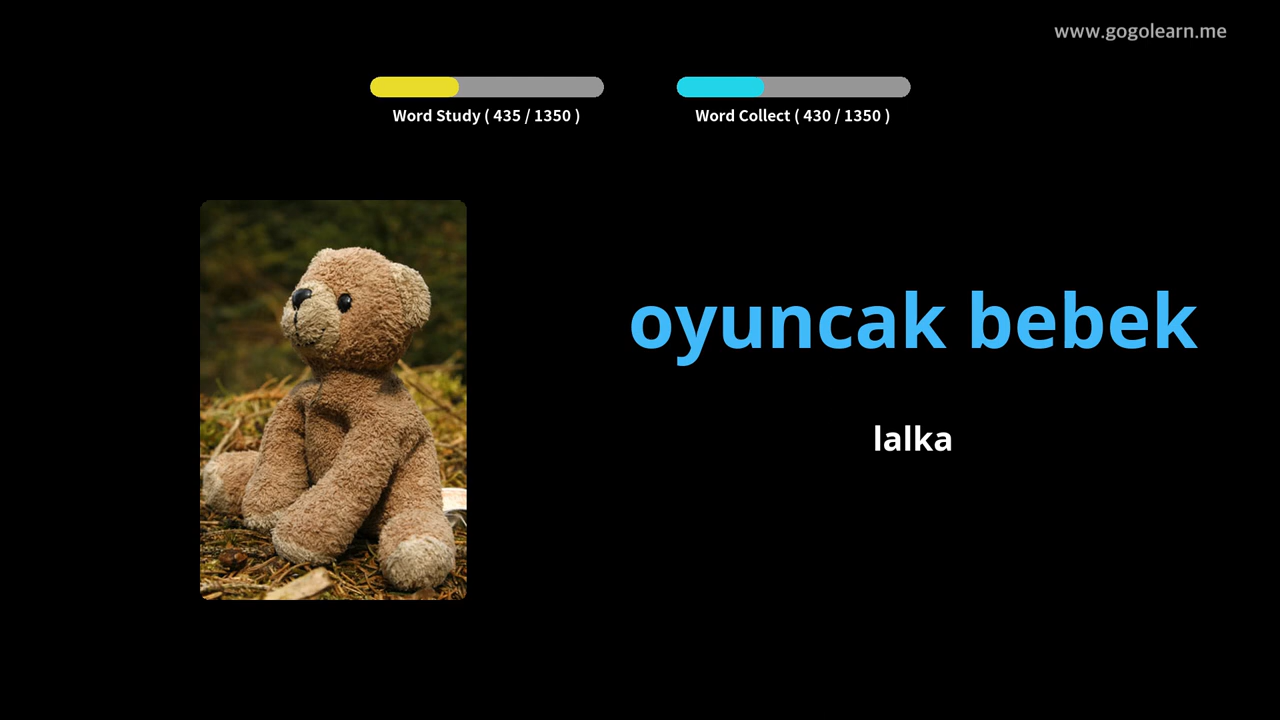 www.gogolearn.me
Word Study ( 435 / 1350 )
Word Collect ( 430 / 1350 )
oyuncak bebek
lalka